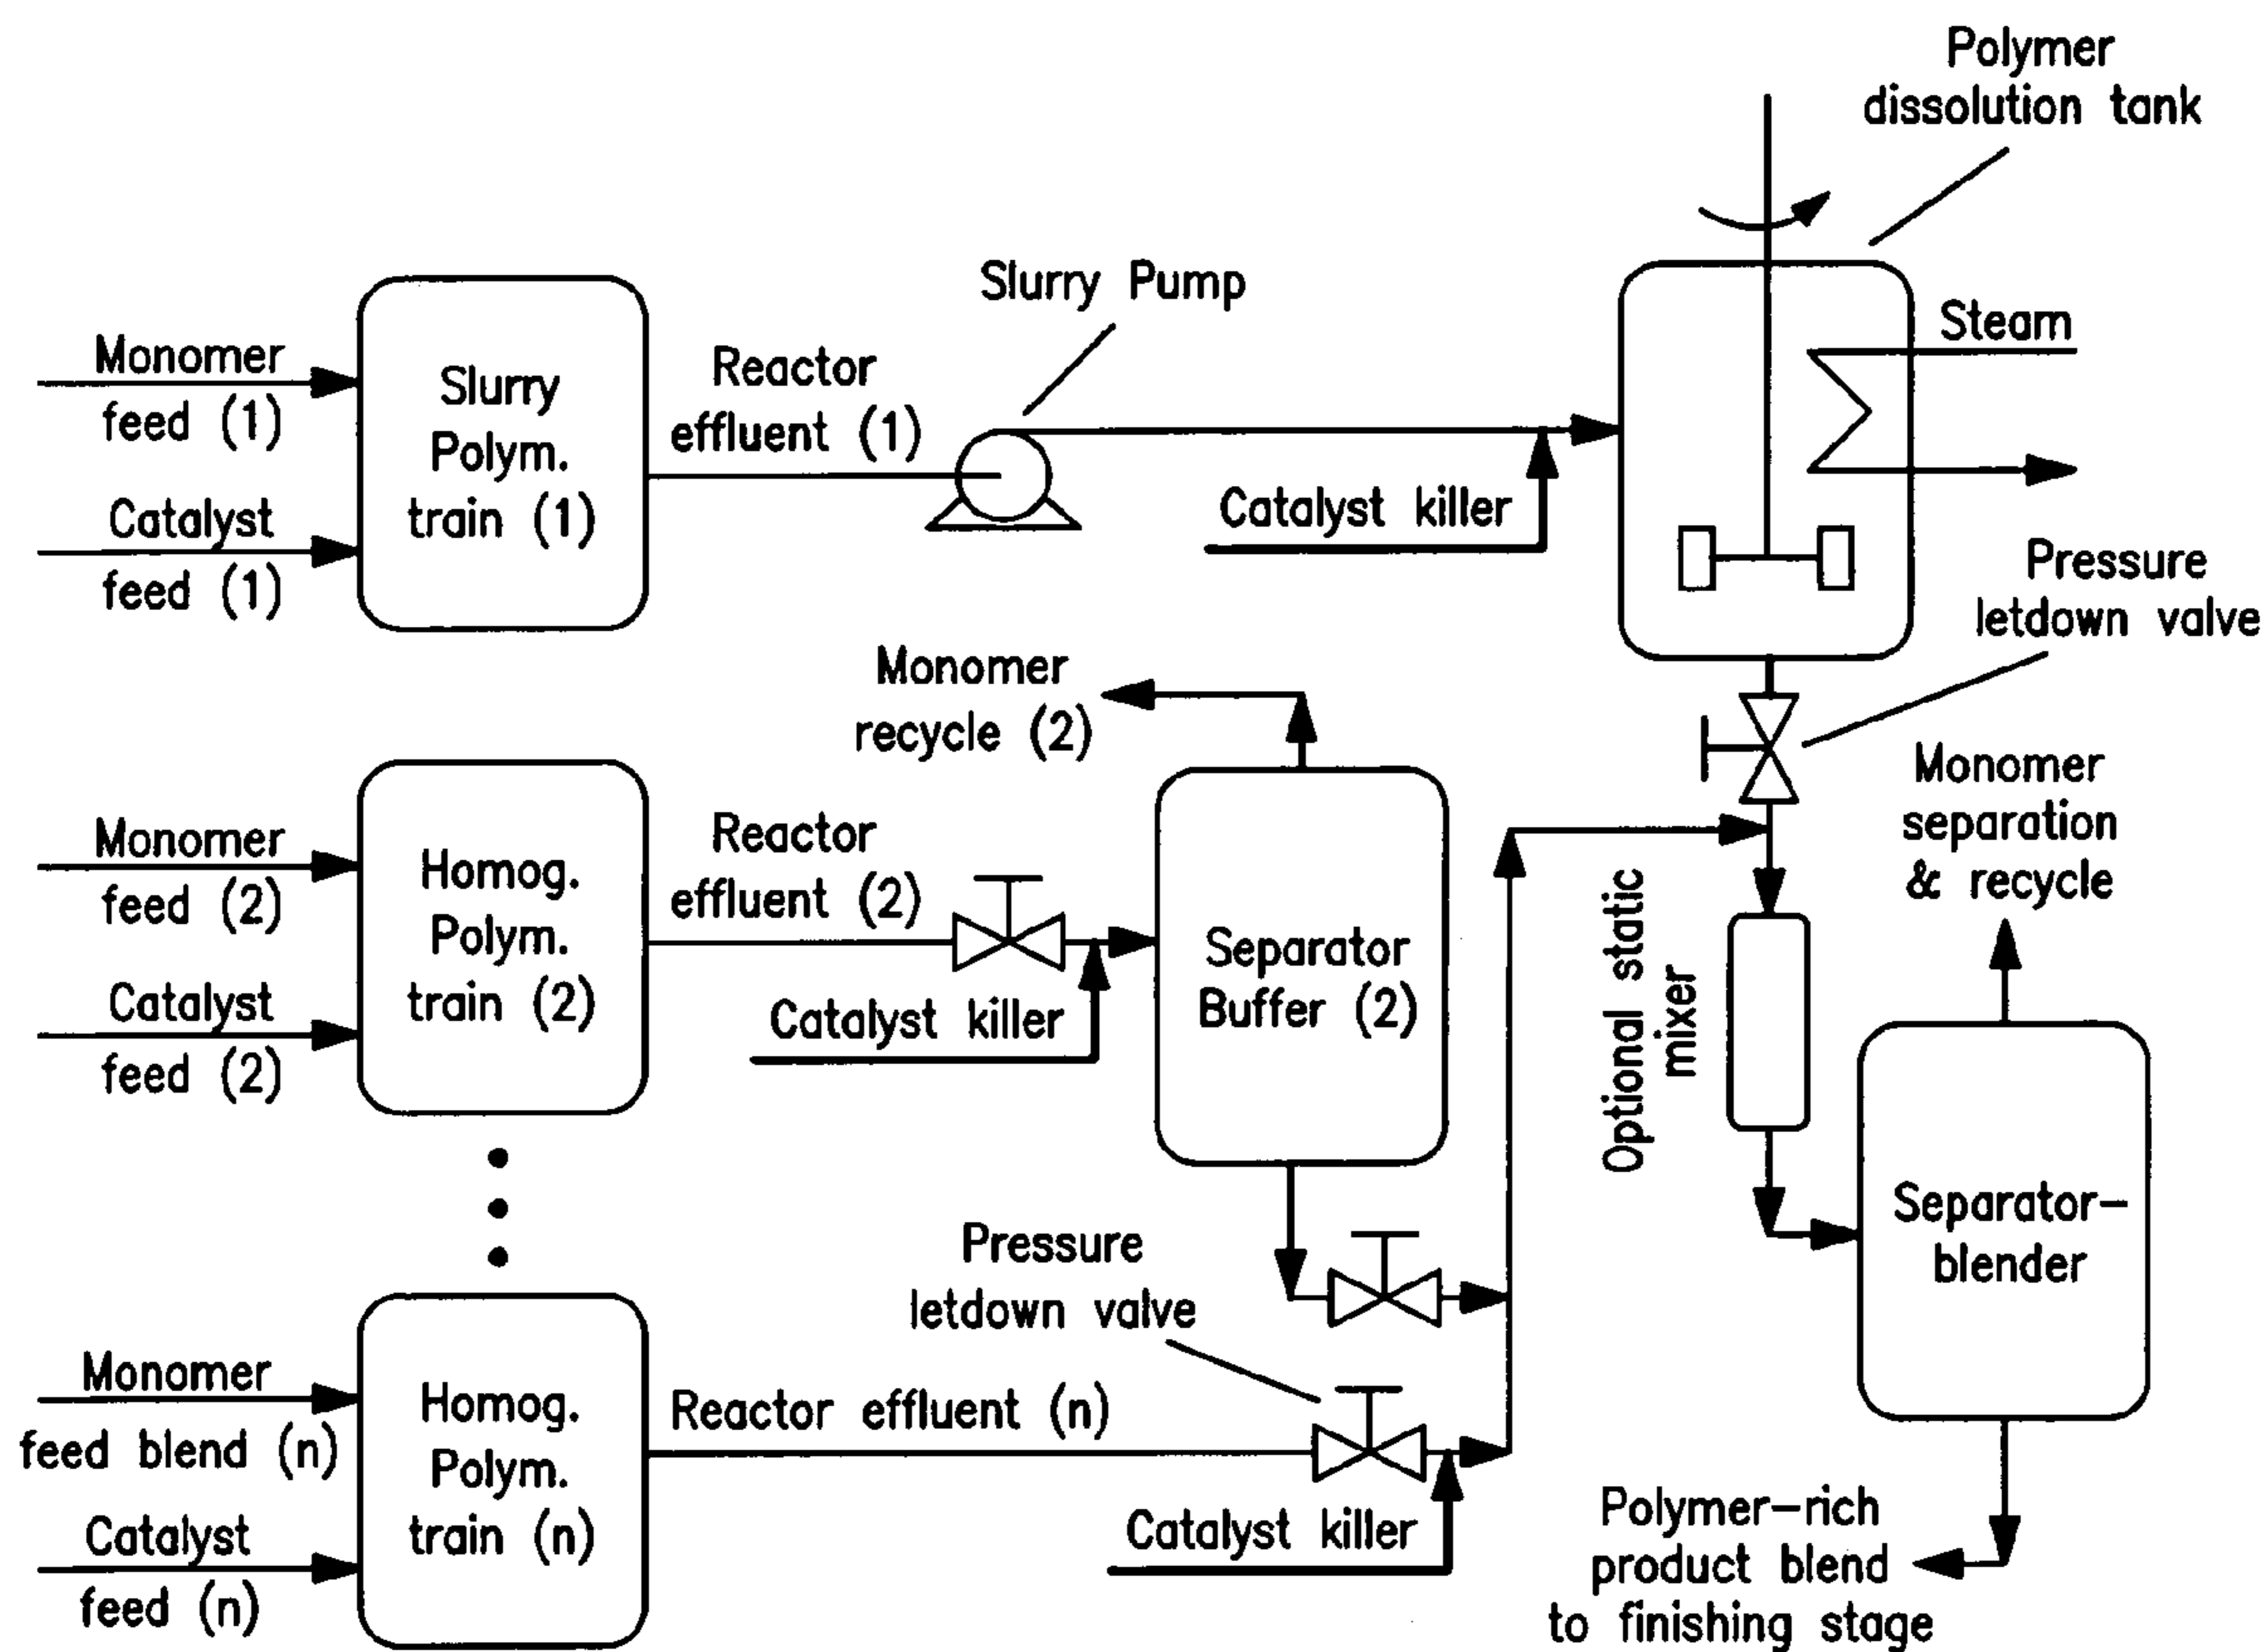 Polymer
dissolution tank
Slurry Pump
Steam
Monomer
feed (1)
Catalyst
feed (1)
Slurry
Polym.
train (1)
Reactor
effluent (1)
Catalyst killer
Pressure
letdown valve
Monomer
recycle (2)
Monomer
feed (2)
Catalyst
feed (2)
Homog.
Polym.
train (2)
Reactor
effluent (2)
Catalyst killer
Separator
Buffer (2)
Optional static
mixer
Monomer
separation
& recycle
Separator-
blender
Pressure
letdown valve
Monomer
feed blend (n)
Catalyst
feed (n)
Homog.
Polym.
train (n)
Reactor effluent (n)
Catalyst killer
Polymer-rich
product blend
to finishing stage